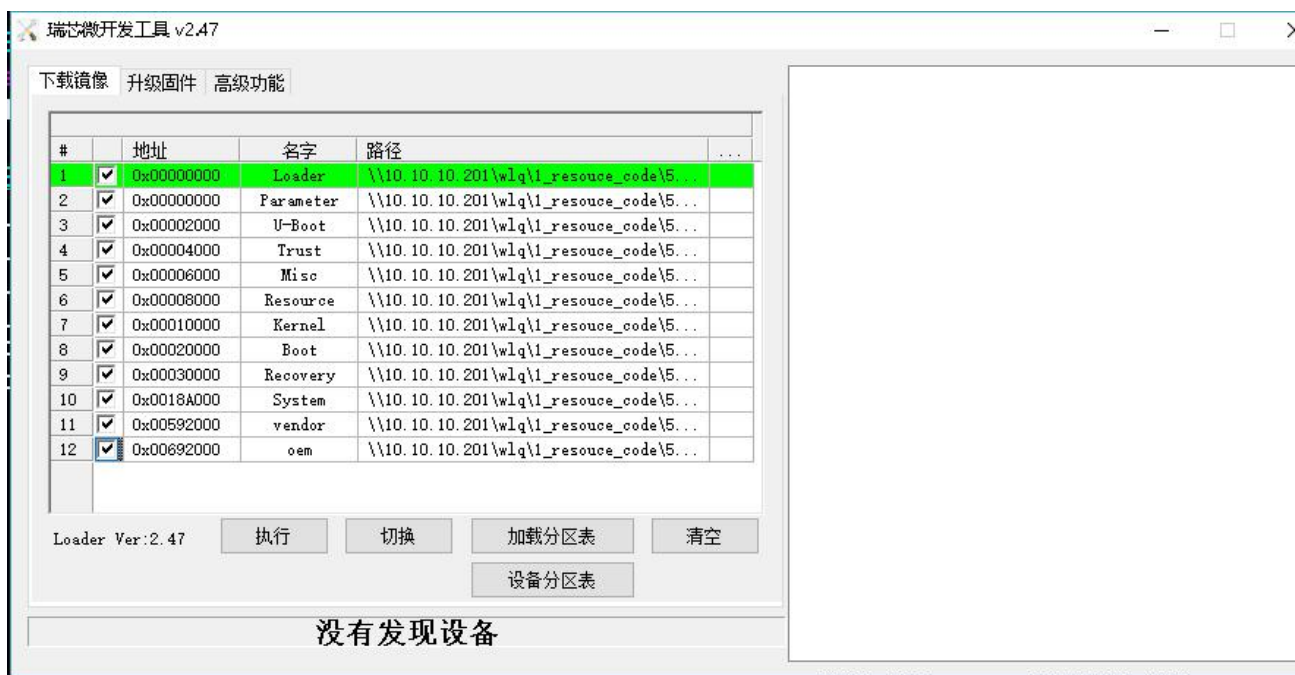 瑞芯微开发工具 v2.47
下载镜像 升级固件 高级功能
# 地址 名字 路径 ...
1 0x00000000 Loader \\10.10.10.201\wlq\1_resouce_code\5...
2 0x00000000 Parameter \\10.10.10.201\wlq\1_resouce_code\5...
3 0x00002000 U-Boot \\10.10.10.201\wlq\1_resouce_code\5...
4 0x00004000 Trust \\10.10.10.201\wlq\1_resouce_code\5...
5 0x00006000 Misc \\10.10.10.201\wlq\1_resouce_code\5...
6 0x00008000 Resource \\10.10.10.201\wlq\1_resouce_code\5...
7 0x00010000 Kernel \\10.10.10.201\wlq\1_resouce_code\5...
8 0x00020000 Boot \\10.10.10.201\wlq\1_resouce_code\5...
9 0x00030000 Recovery \\10.10.10.201\wlq\1_resouce_code\5...
10 0x0018A000 System \\10.10.10.201\wlq\1_resouce_code\5...
11 0x00592000 vendor \\10.10.10.201\wlq\1_resouce_code\5...
12 0x00692000 oem \\10.10.10.201\wlq\1_resouce_code\5...
Loader Ver:2.47 执行 切换 加载分区表 清空
设备分区表
没有发现设备